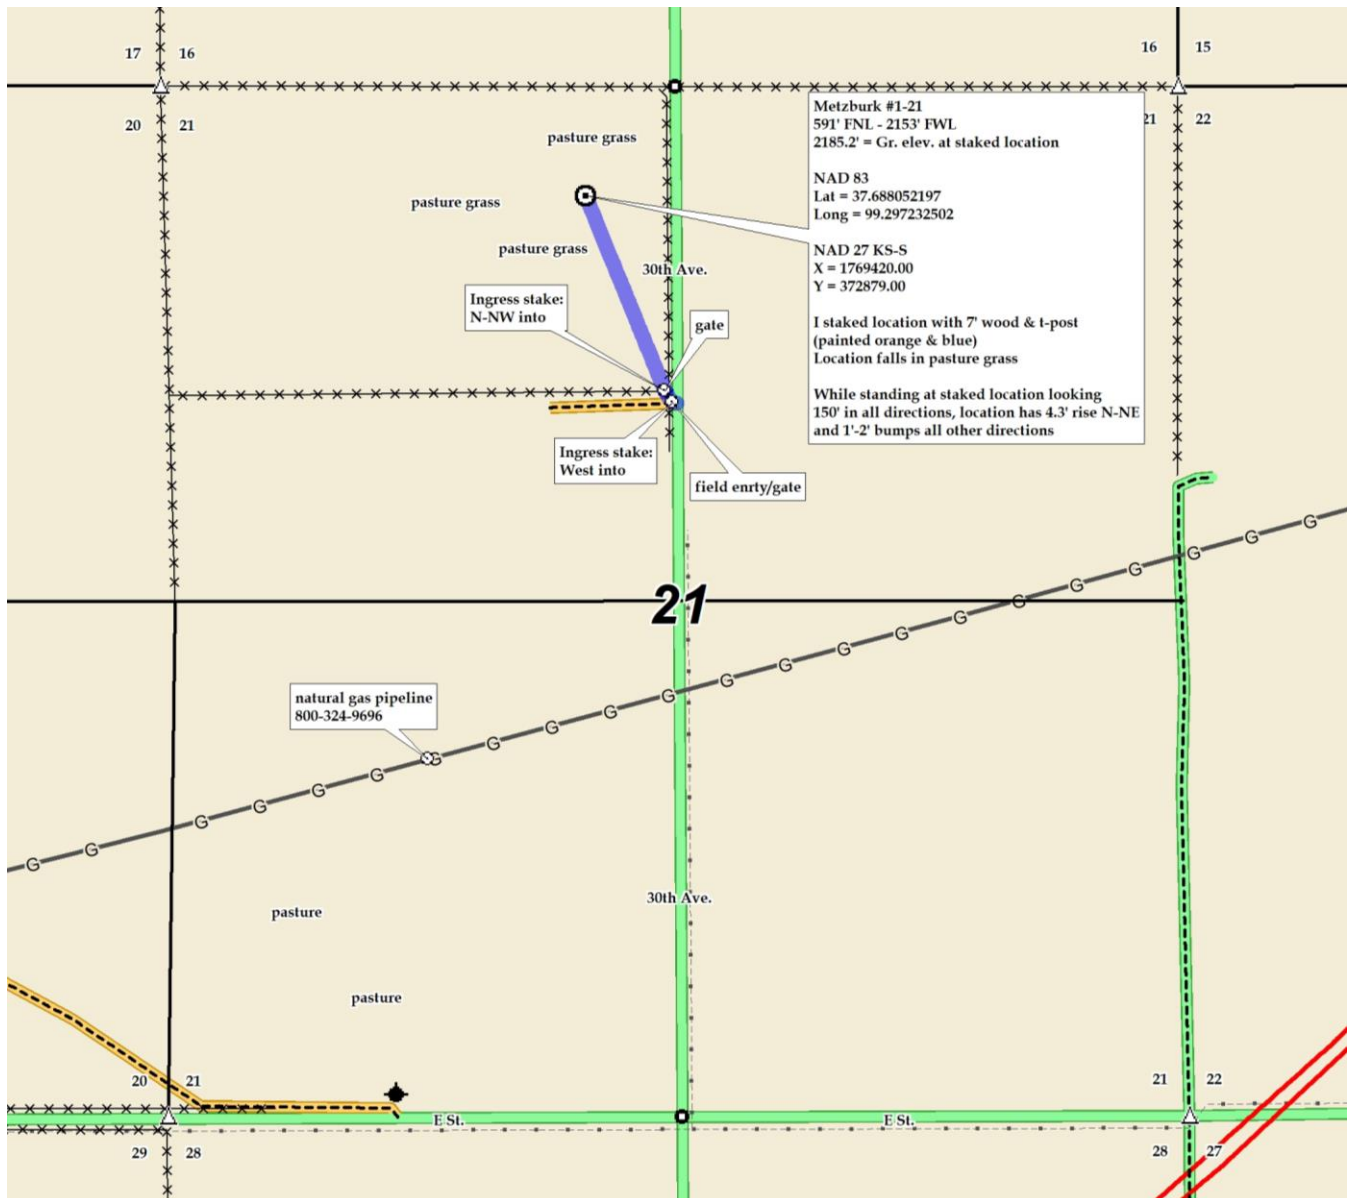 17
16
16
15
20
21
21
22
pasture grass
Metzburk #1-21
591' FNL - 2153' FWL
2185.2' = Gr. elev. at staked location
NAD 83
Lat = 37.688052197
Long = 99.297232502
NAD 27 KS-S
X = 1769420.00
Y = 372879.00
I staked location with 7' wood & t-post
(painted orange & blue)
Location falls in pasture grass
While standing at staked location looking
150' in all directions, location has 4.3' rise N-NE
and 1'-2' bumps all other directions
pasture grass
pasture grass
30th Ave.
Ingress stake:
N-NW into
gate
Ingress stake:
West into
field enrty/gate
G
G
G
G
G
21
G
G
G
G
G
G
G
G
G
G
G
natural gas pipeline
800-324-9696
G
G
G
G
G
G
G
30th Ave.
pasture
pasture
20
21
21
22
E St.
E St.
29
28
28
27